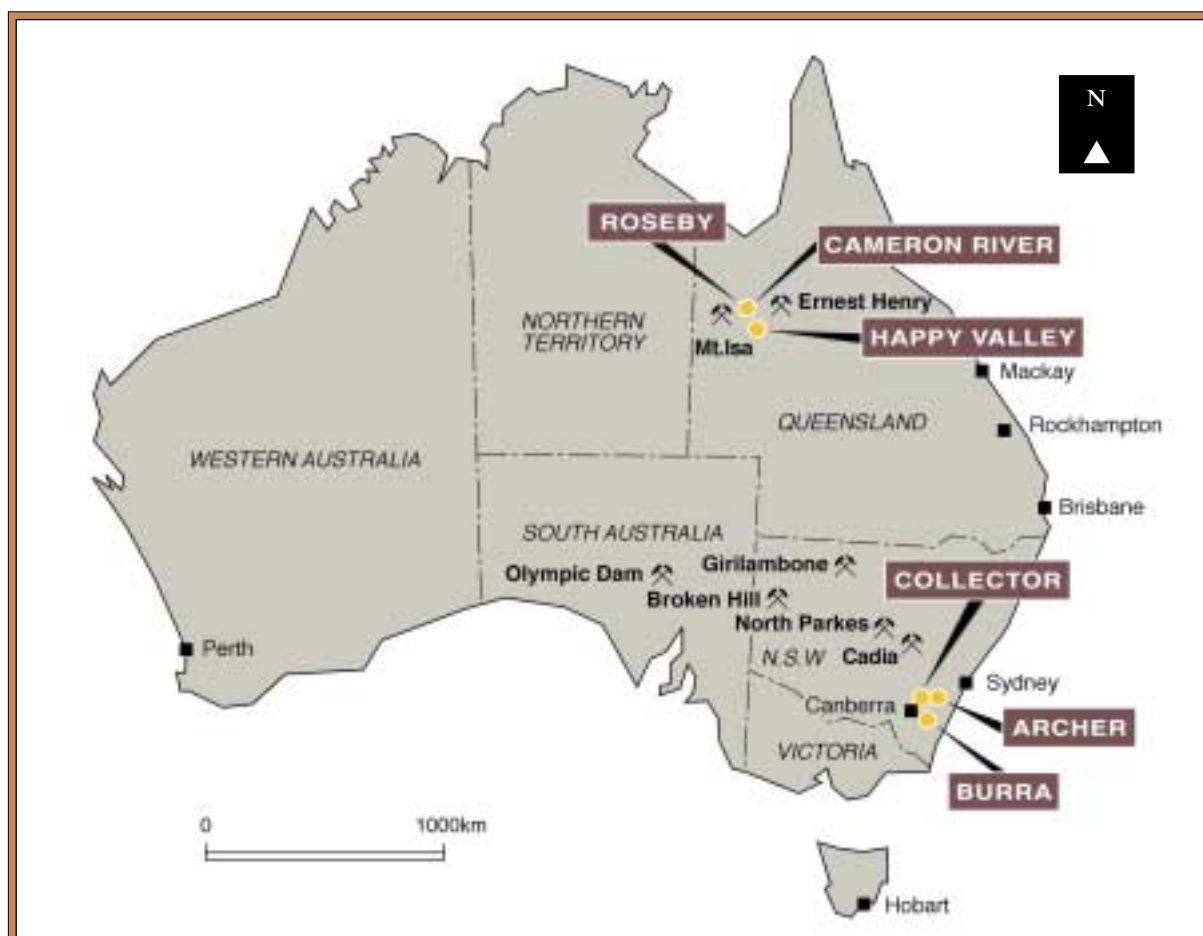 N
ROSEBY
CAMERON RIVER
Ernest Henry
NORTHERN
TERRITORY
Mt.Isa
HAPPY VALLEY
Mackay
QUEENSLAND
Rockhampton
WESTERN AUSTRALIA
Brisbane
SOUTH AUSTRALIA
Girilambone
Olympic Dam
COLLECTOR
Broken Hill
North Parkes
Perth
N.S.W
Cadia
Sydney
Canberra
ARCHER
VICTORIA
BURRA
0
1000km
Hobart